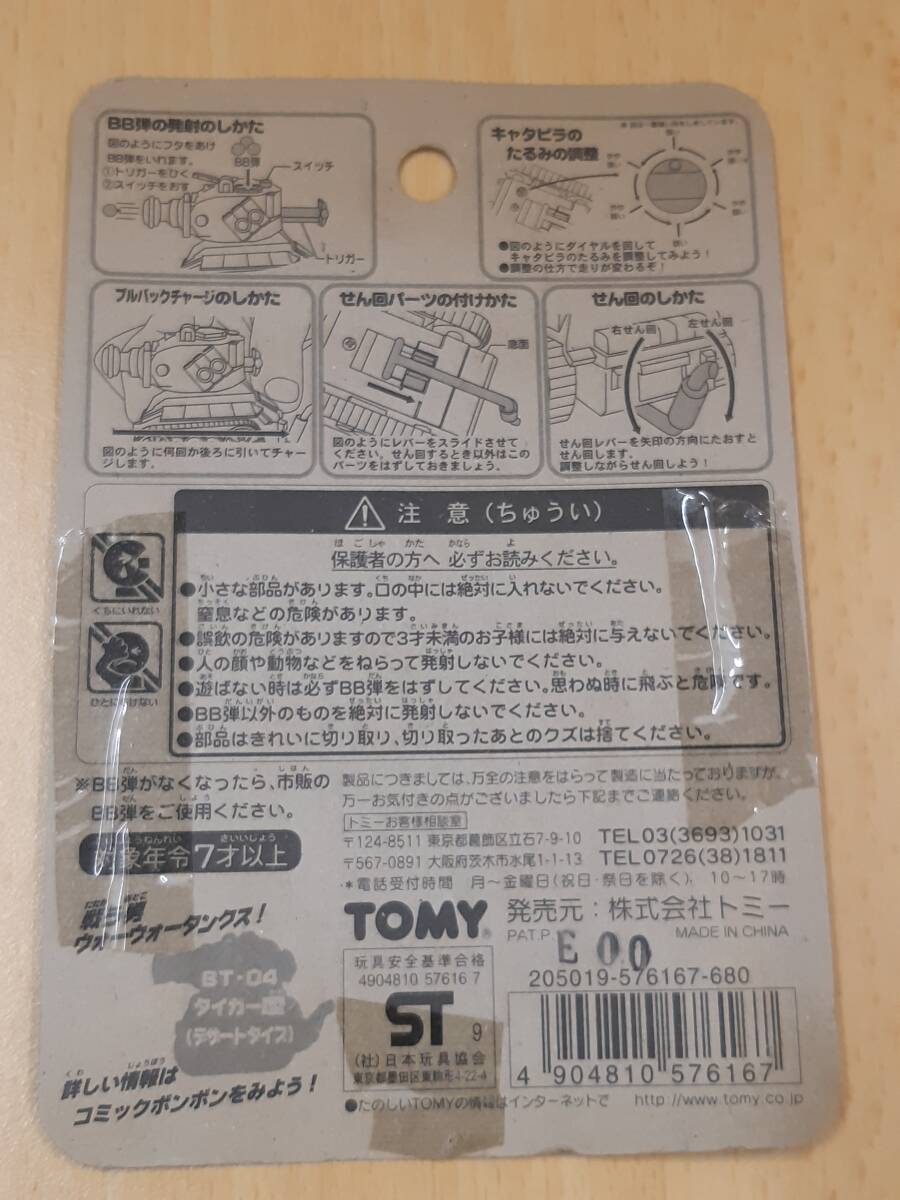 BB弾の発射のしかた
図のようにフタをあけ
BB弾をいれます。
①トリガーをひく
②スイッチをおす
BB弾
スイッチ
トリガー
キャタピラの
たるみの調整
●図のようにダイヤルを回して
キャタピラのたるみを調整してみよう！
●調整の仕方で走りが変わるぞ！
プルバックチャージのしかた
図のように何回か後ろに引いてチャー
ジします。
せん回パーツの付けかた
底面
図のようにレバーをスライドさせて
ください。せん回するとき以外はこの
パーツをはずしておきましょう。
せん回のしかた
右せん回
左せん回
せん回レバーを矢印の方向にたおすと
せん回します。
調整しながらせん回しよう！
注 意（ちゅうい）
保護者の方へ 必ずお読みください。
●小さな部品があります。口の中には絶対に入れないでください。
窒息などの危険があります。
●誤飲の危険がありますので3才未満のお子様には絶対に与えないでください。
●人の顔や動物などをねらって発射しないでください。
●遊ばない時は必ずBB弾をはずしてください。思わぬ時に飛ぶと危険です。
●BB弾以外のものを絶対に発射しないでください。
●部品はきれいに切り取り、切り取ったあとのクズは捨てください。
くちにいれない
ひとにむけない
※BB弾がなくなったら、市販の
BB弾をご使用ください。
対象年令7才以上
製品につきましては、万全の注意をはらって製造に当たっておりますが、
万一お気付きの点がございましたら下記までご連絡ください。
トミーお客様相談室
〒124-8511 東京都葛飾区立石7-9-10 TEL03(3693)1031
〒567-0891 大阪府茨木市水尾1-1-13 TEL0726(38)1811
＊電話受付時間 月～金曜日(祝日・祭日を除く)、10～17時
戦国時
ウォーヴォータンクス！
BT-04
タイガー
(デザートタイプ)
詳しい情報は
コミックボンボンをみよう！
TOMY® 発売元：株式会社トミー
PAT.P. E00 MADE IN CHINA
205019-576167-680
玩具安全基準合格
4904810 57616 7
ST 9
(社)日本玩具協会
東京都墨田区東駒形4-22-4
4 904810 576167
●たのしいTOMYの情報はインターネットで http://www.tomy.co.jp